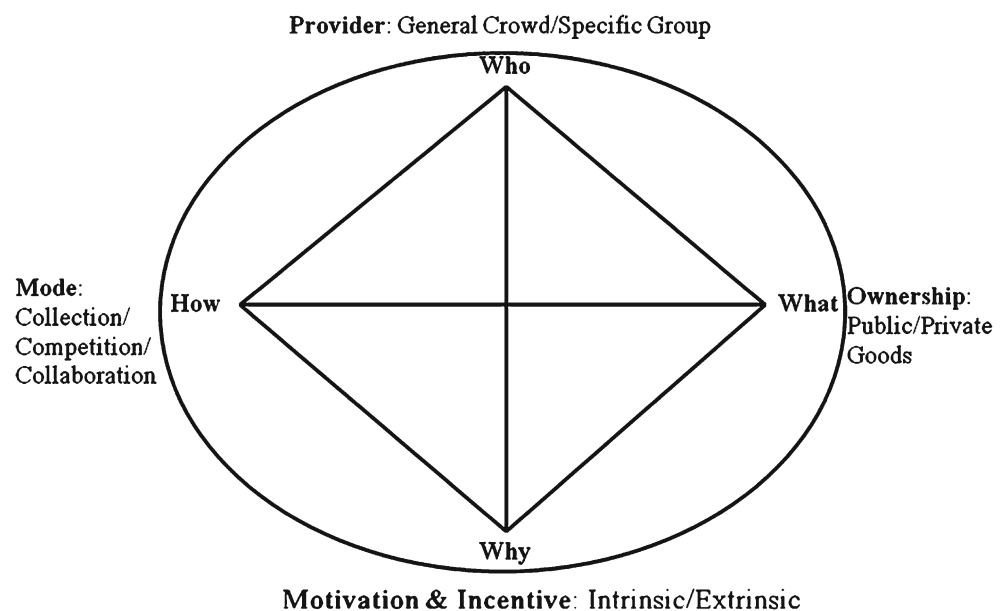 Provider: General Crowd/Specific Group
Who
Mode:
Collection/
Competition/
Collaboration
How
What
Ownership:
Public/Private
Goods
Why
Motivation & Incentive: Intrinsic/Extrinsic